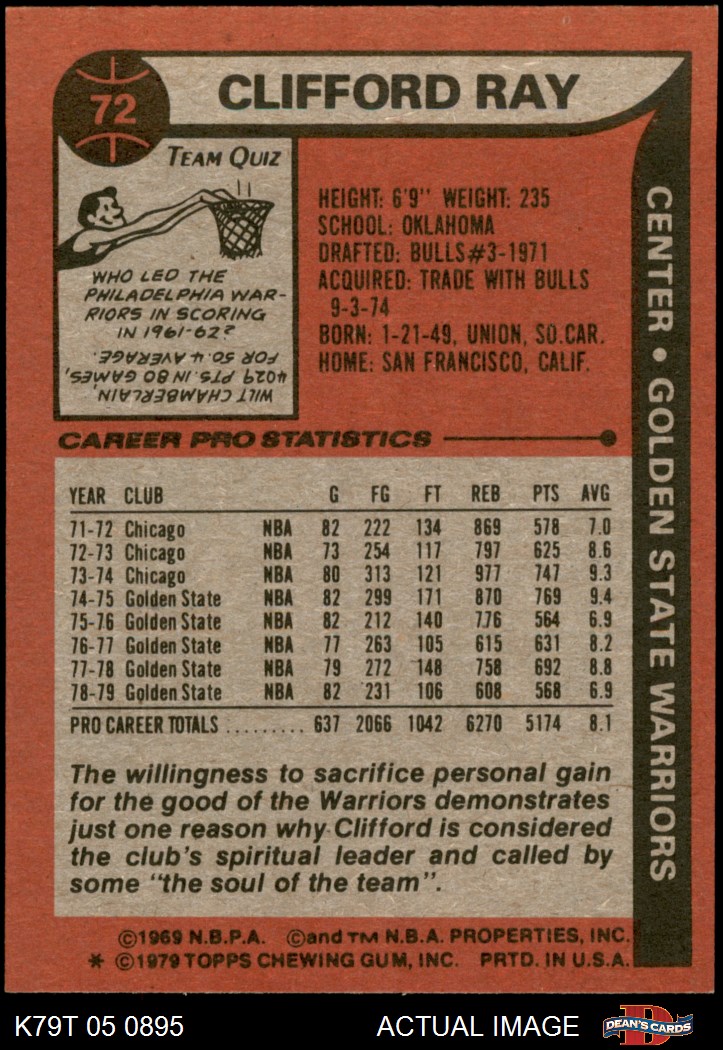 72
CLIFFORD RAY
TEAM QUIZ
WHO LED THE
PHILADELPHIA WAR-
RIORS IN SCORING
IN 1961-62?
WILT CHAMBERLAIN,
4029 PTS. IN 80 GAMES,
FOR 50.4 AVERAGE.
HEIGHT: 6'9" WEIGHT: 235
SCHOOL: OKLAHOMA
DRAFTED: BULLS#3-1971
ACQUIRED: TRADE WITH BULLS
9-3-74
BORN: 1-21-49, UNION, SO.CAR.
HOME: SAN FRANCISCO, CALIF.
CENTER • GOLDEN STATE WARRIORS
CAREER PRO STATISTICS
YEAR CLUB G FG FT REB PTS AVG
71-72 Chicago NBA 82 222 134 869 578 7.0
72-73 Chicago NBA 73 254 117 797 625 8.6
73-74 Chicago NBA 80 313 121 977 747 9.3
74-75 Golden State NBA 82 299 171 870 769 9.4
75-76 Golden State NBA 82 212 140 776 564 6.9
76-77 Golden State NBA 77 263 105 615 631 8.2
77-78 Golden State NBA 79 272 148 758 692 8.8
78-79 Golden State NBA 82 231 106 608 568 6.9
PRO CAREER TOTALS ......... 637 2066 1042 6270 5174 8.1
The willingness to sacrifice personal gain
for the good of the Warriors demonstrates
just one reason why Clifford is considered
the club's spiritual leader and called by
some "the soul of the team".
©1969 N.B.P.A. ©and TM N.B.A. PROPERTIES, INC.
* ©1979 TOPPS CHEWING GUM, INC. PRTD. IN U.S.A.
K79T 05 0895
ACTUAL IMAGE
D
DEAN'S CARDS